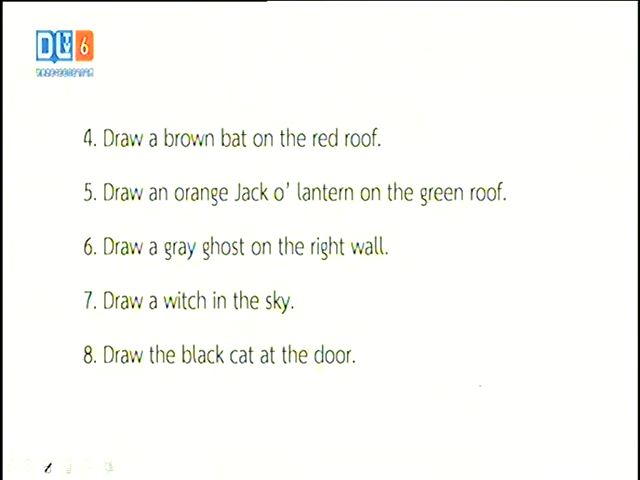 DL 6
4. Draw a brown bat on the red roof.
5. Draw an orange Jack o' lantern on the green roof.
6. Draw a gray ghost on the right wall.
7. Draw a witch in the sky.
8. Draw the black cat at the door.